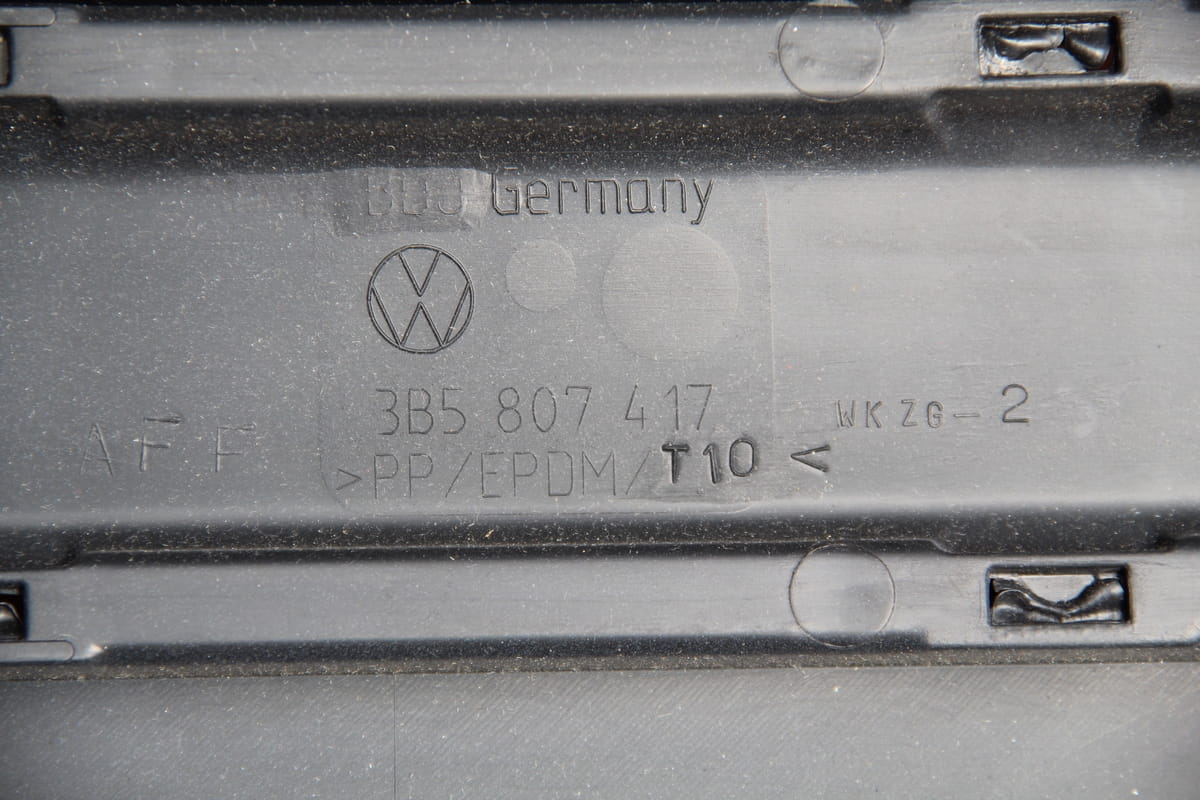 Germany
3B5 807 417
WKZG-2
AFF
>PP/EPDM/T10<